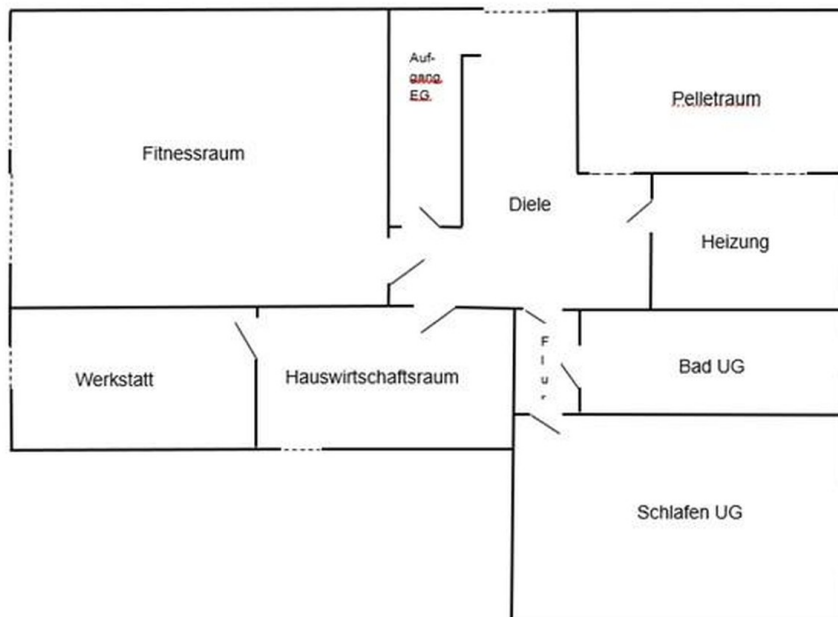 Auf-
gang
EG
Pelletraum
Fitnessraum
Diele
Heizung
F
l
u
r
Bad UG
Hauswirtschaftsraum
Werkstatt
Schlafen UG